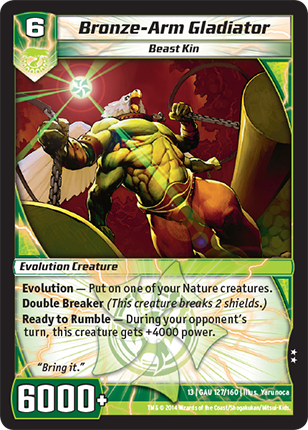 6
Bronze-Arm Gladiator
Beast Kin
Evolution Creature
Evolution — Put on one of your Nature creatures.
Double Breaker (This creature breaks 2 shields.)
Ready to Rumble — During your opponent's
turn, this creature gets +4000 power.
"Bring it."
6000+
13 | GAU 127/160 | Illus. Yarunoca
TM& © 2014 Wizards of the Coast/Shogakukan/Mitsui-Kids.